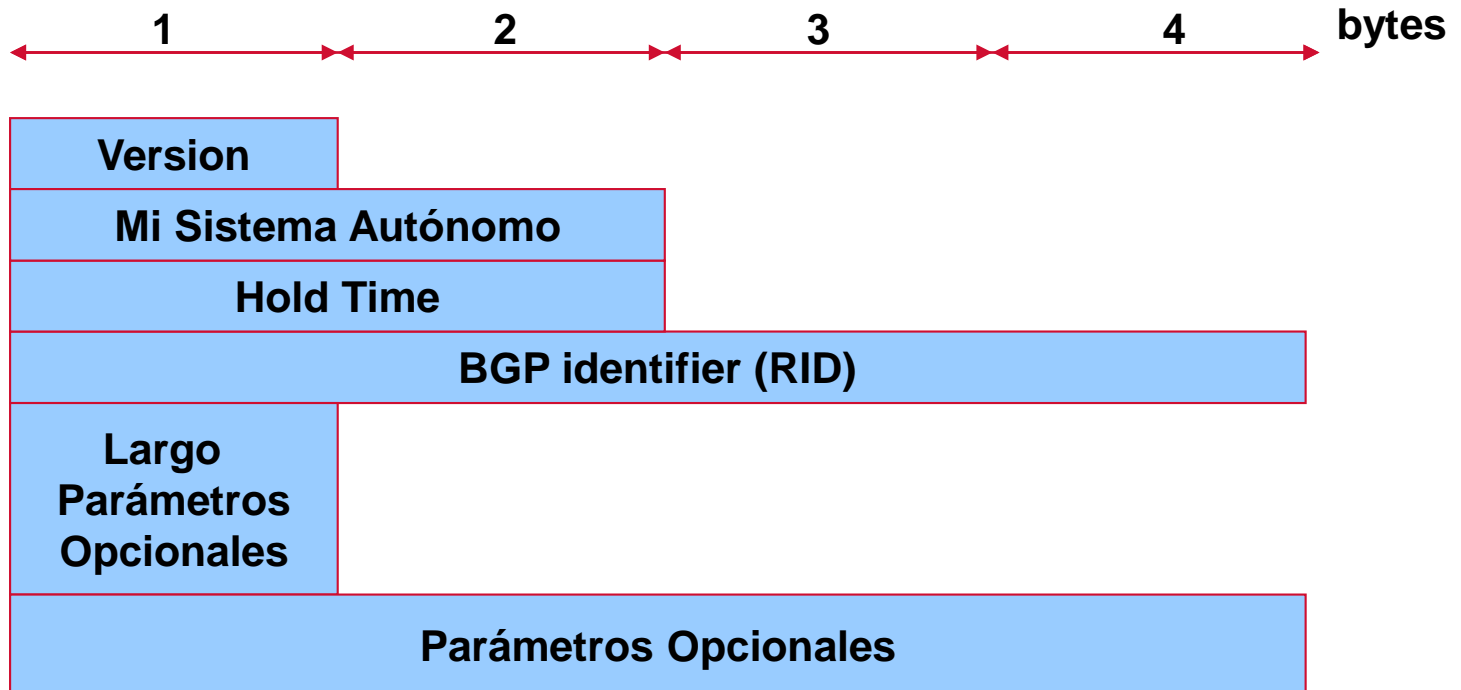 1 2 3 4 bytes
Version
Mi Sistema Autónomo
Hold Time
BGP identifier (RID)
Largo
Parámetros
Opcionales
Parámetros Opcionales